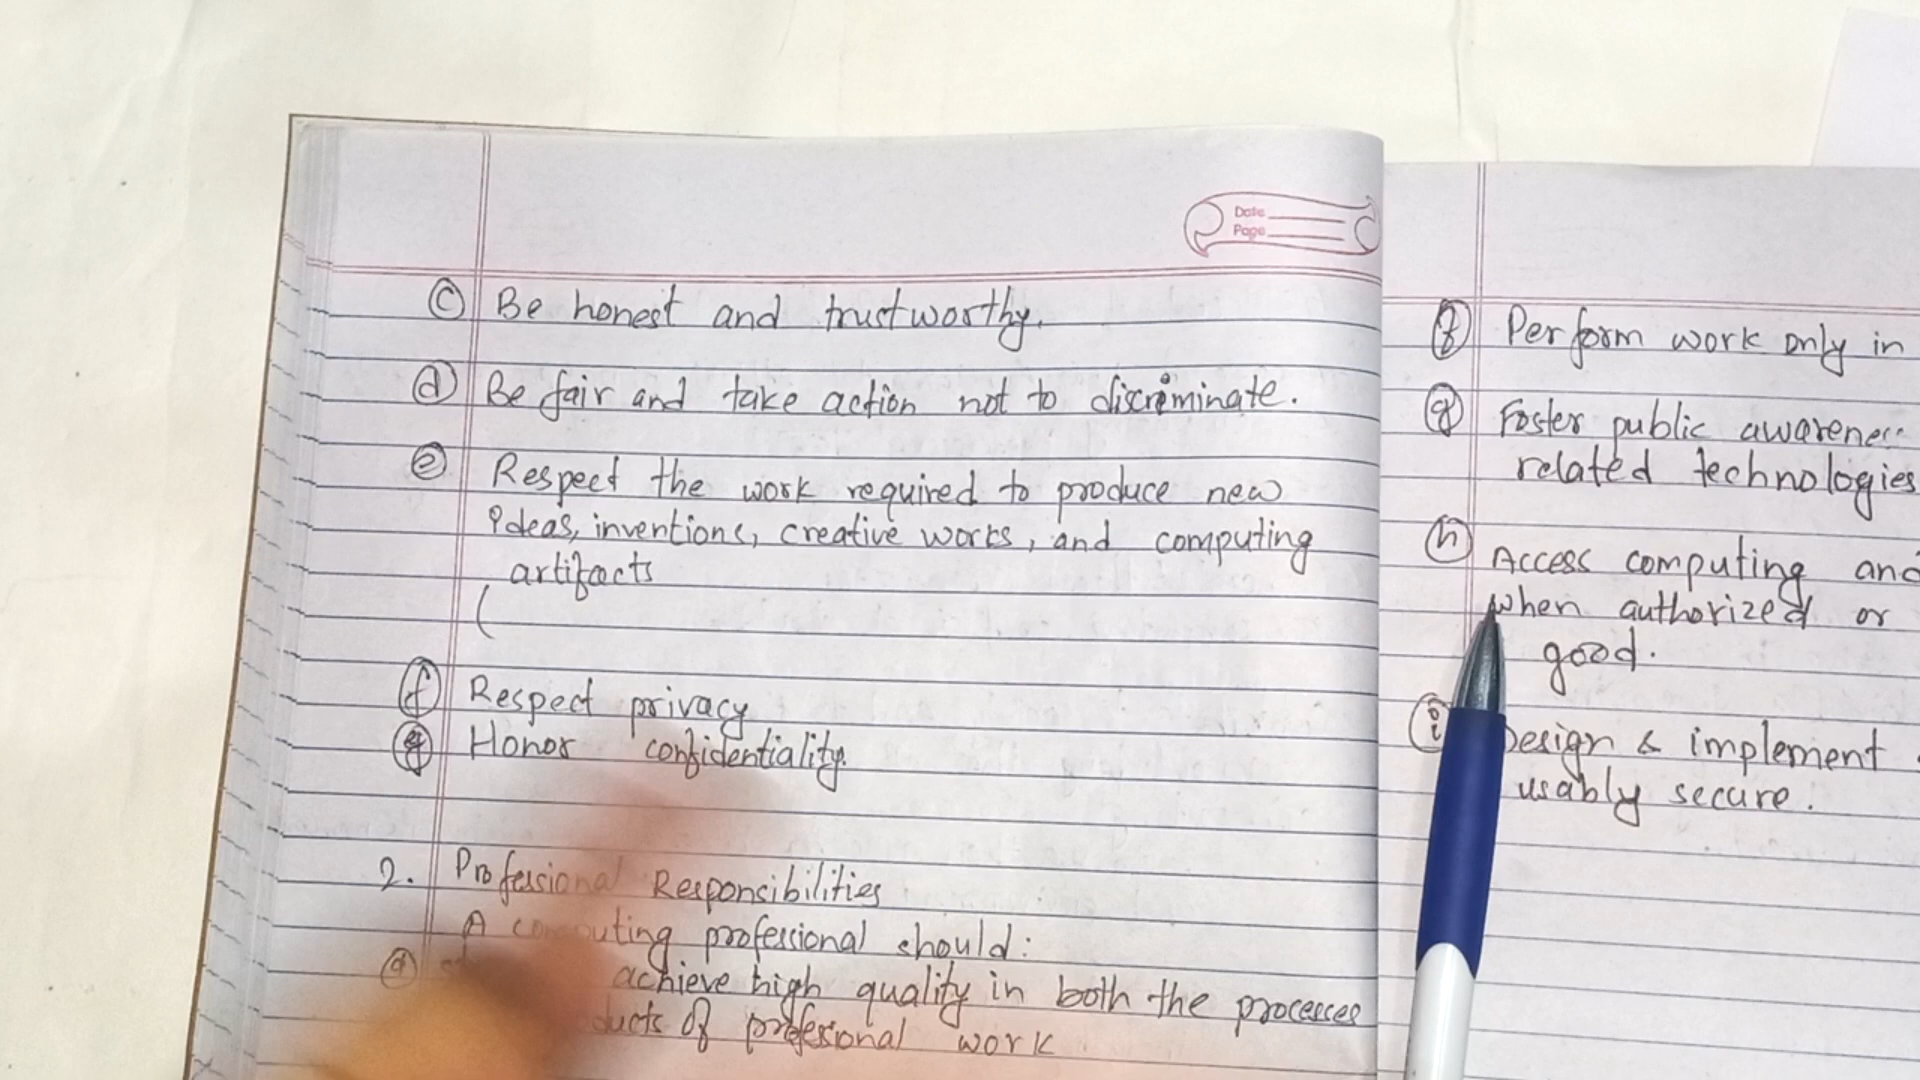 Date
Page
(c) Be honest and trustworthy.
(d) Be fair and take action not to discriminate.
(e) Respect the work required to produce new
ideas, inventions, creative works, and computing
artifacts
(
(f) Respect privacy
(g) Honor confidentiality.
2. Professional Responsibilities
A computing professional should:
(a) achieve high quality in both the processes
of professional work
(f) Perform work only in
(g) Foster public
related technologies
(h) Access computing and
when authorized or
good.
(i) Design & implement
usably secure.